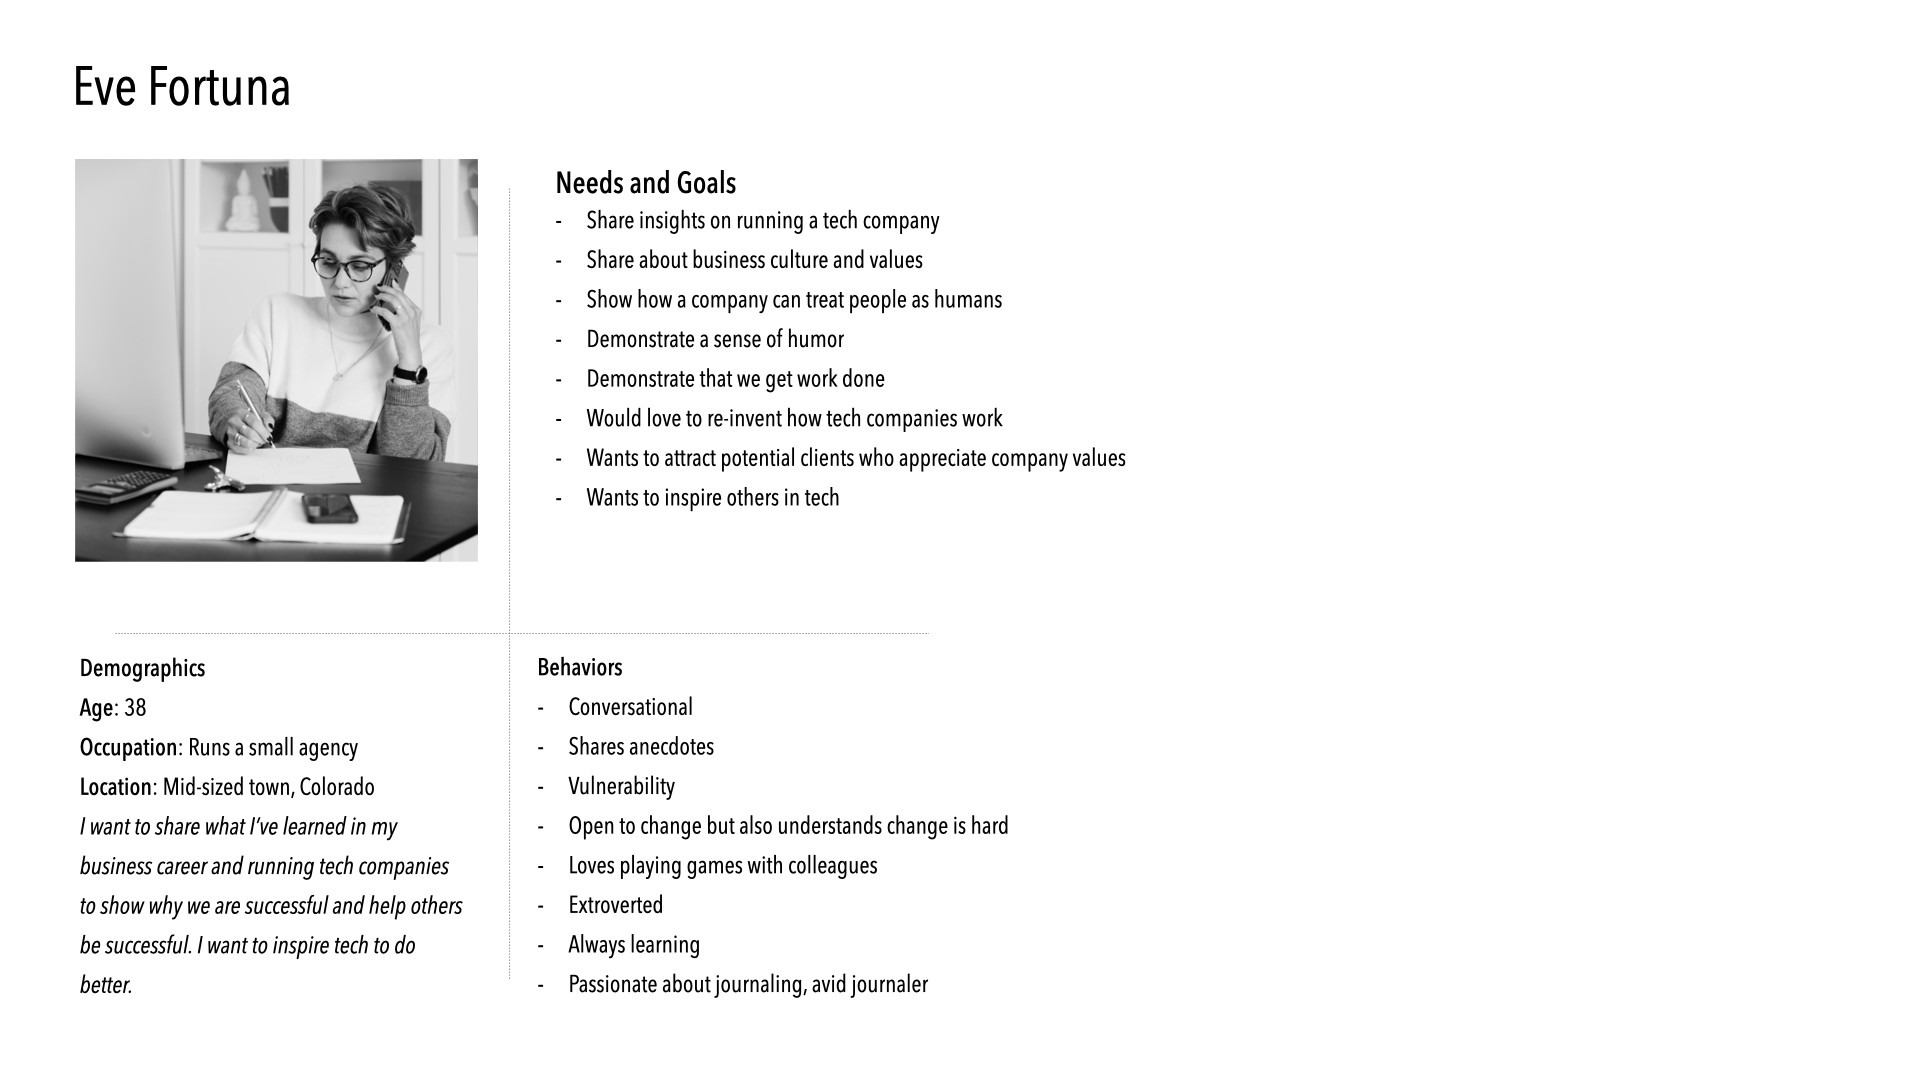 Eve Fortuna
Needs and Goals
- Share insights on running a tech company
- Share about business culture and values
- Show how a company can treat people as humans
- Demonstrate a sense of humor
- Demonstrate that we get work done
- Would love to re-invent how tech companies work
- Wants to attract potential clients who appreciate company values
- Wants to inspire others in tech
Demographics
Age: 38
Occupation: Runs a small agency
Location: Mid-sized town, Colorado
I want to share what I've learned in my
business career and running tech companies
to show why we are successful and help others
be successful. I want to inspire tech to do
better.
Behaviors
- Conversational
- Shares anecdotes
- Vulnerability
- Open to change but also understands change is hard
- Loves playing games with colleagues
- Extroverted
- Always learning
- Passionate about journaling, avid journaler